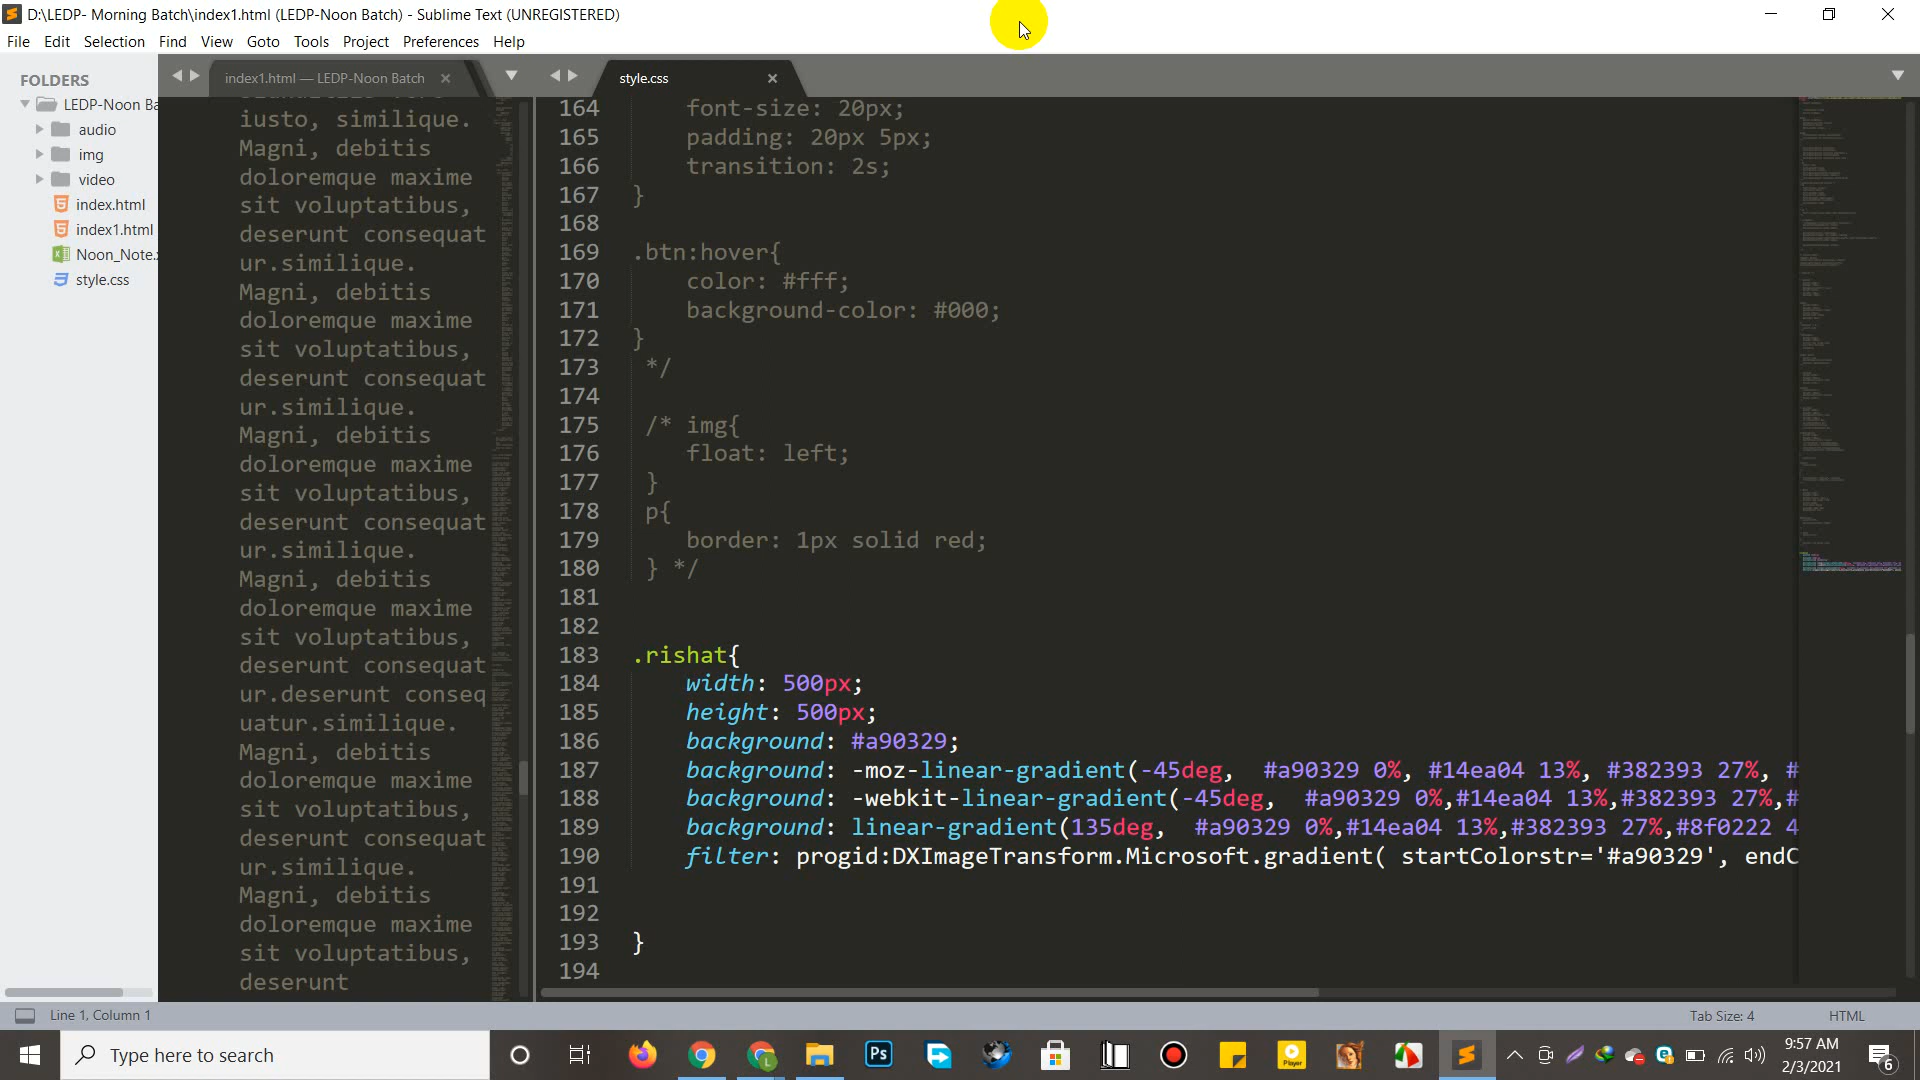 D:\LEDP- Morning Batch\index1.html (LEDP-Noon Batch) - Sublime Text (UNREGISTERED)
File Edit Selection Find View Goto Tools Project Preferences Help
FOLDERS
LEDP-Noon Ba
audio
img
video
index.html
index1.html
Noon_Note.
style.css
index1.html — LEDP-Noon Batch
iusto, similique.
Magni, debitis
doloremque maxime
sit voluptatibus,
deserunt consequat
ur.similique.
Magni, debitis
doloremque maxime
sit voluptatibus,
deserunt consequat
ur.similique.
Magni, debitis
doloremque maxime
sit voluptatibus,
deserunt consequat
ur.similique.
Magni, debitis
doloremque maxime
sit voluptatibus,
deserunt consequat
ur.deserunt conseq
uatur.similique.
Magni, debitis
doloremque maxime
sit voluptatibus,
deserunt consequat
ur.similique.
Magni, debitis
doloremque maxime
sit voluptatibus,
deserunt
style.css
164 font-size: 20px;
165 padding: 20px 5px;
166 transition: 2s;
167 }
168
169 .btn:hover{
170 color: #fff;
171 background-color: #000;
172 }
173 */
174
175 /* img{
176 float: left;
177 }
178 p{
179 border: 1px solid red;
180 } */
181
182
183 .rishat{
184 width: 500px;
185 height: 500px;
186 background: #a90329;
187 background: -moz-linear-gradient(-45deg, #a90329 0%, #14ea04 13%, #382393 27%, #
188 background: -webkit-linear-gradient(-45deg, #a90329 0%,#14ea04 13%,#382393 27%,#
189 background: linear-gradient(135deg, #a90329 0%,#14ea04 13%,#382393 27%,#8f0222 4
190 filter: progid:DXImageTransform.Microsoft.gradient( startColorstr='#a90329', endC
191
192
193 }
194
Line 1, Column 1
Tab Size: 4
HTML
Type here to search
Ps
Player
9:57 AM
2/3/2021
6